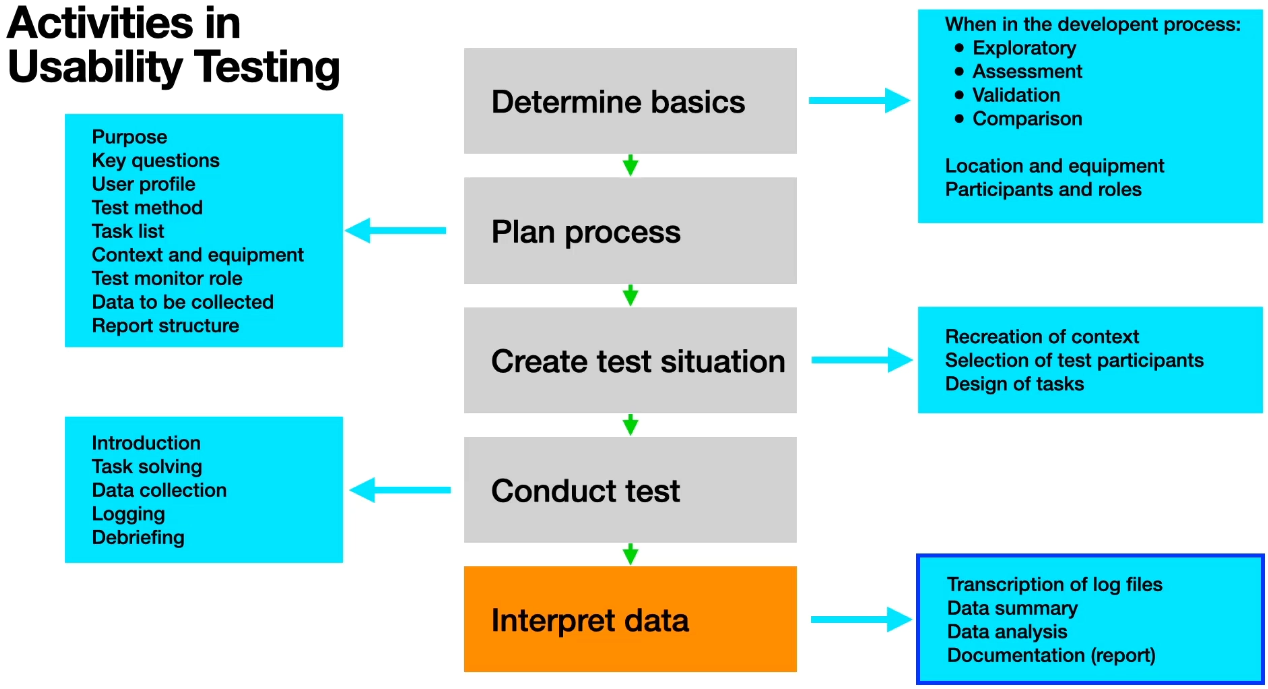 Activities in
Usability Testing
Determine basics
When in the developent process:
● Exploratory
● Assessment
● Validation
● Comparison
Location and equipment
Participants and roles
Plan process
Purpose
Key questions
User profile
Test method
Task list
Context and equipment
Test monitor role
Data to be collected
Report structure
Create test situation
Recreation of context
Selection of test participants
Design of tasks
Conduct test
Introduction
Task solving
Data collection
Logging
Debriefing
Interpret data
Transcription of log files
Data summary
Data analysis
Documentation (report)